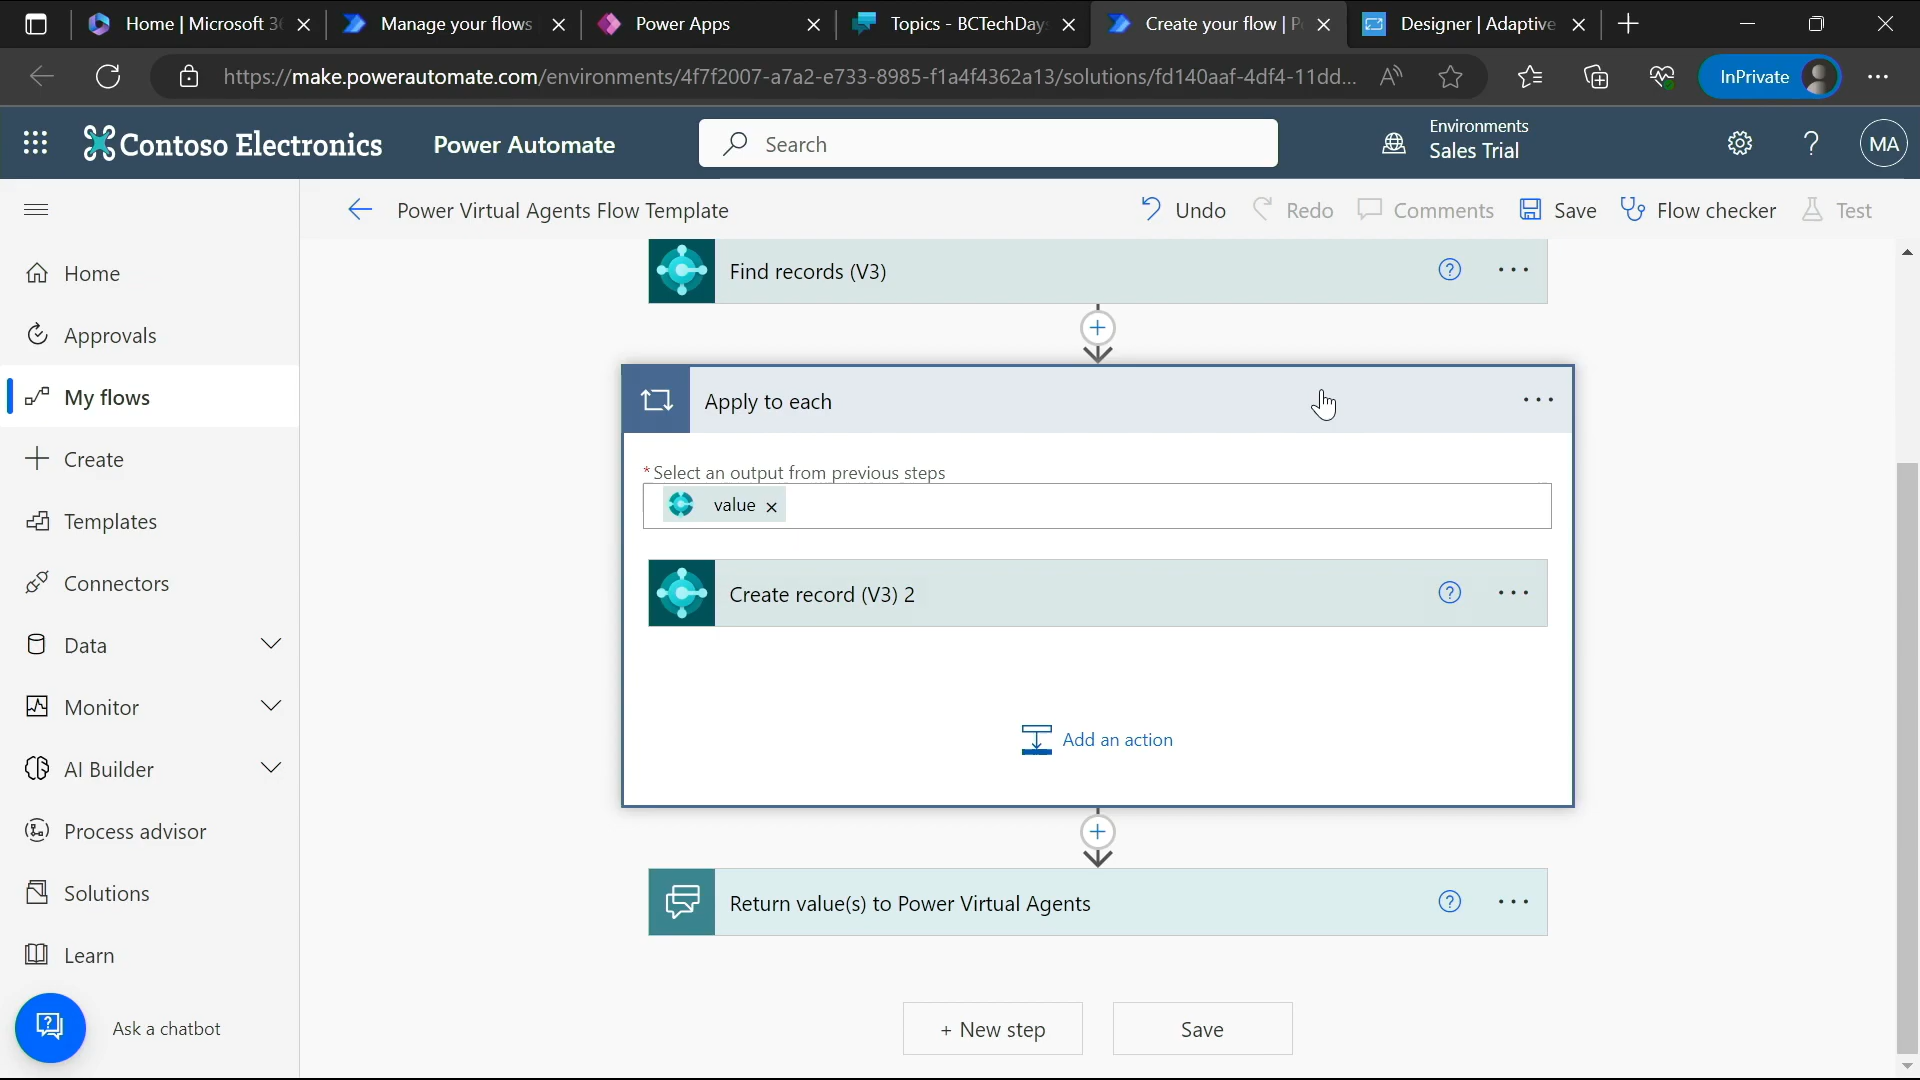 Home | Microsoft 36
Manage your flows
Power Apps
Topics - BCTechDay
Create your flow | P
Designer | Adaptive
https://make.powerautomate.com/environments/4f7f2007-a7a2-e733-8985-f1a4f4362a13/solutions/fd140aaf-4df4-11dd...
InPrivate
Contoso Electronics
Power Automate
Search
Environments
Sales Trial
MA
Power Virtual Agents Flow Template
Undo
Redo
Comments
Save
Flow checker
Test
Home
Approvals
My flows
Create
Templates
Connectors
Data
Monitor
AI Builder
Process advisor
Solutions
Learn
Ask a chatbot
Find records (V3)
Apply to each
* Select an output from previous steps
value
Create record (V3) 2
Add an action
Return value(s) to Power Virtual Agents
+ New step
Save